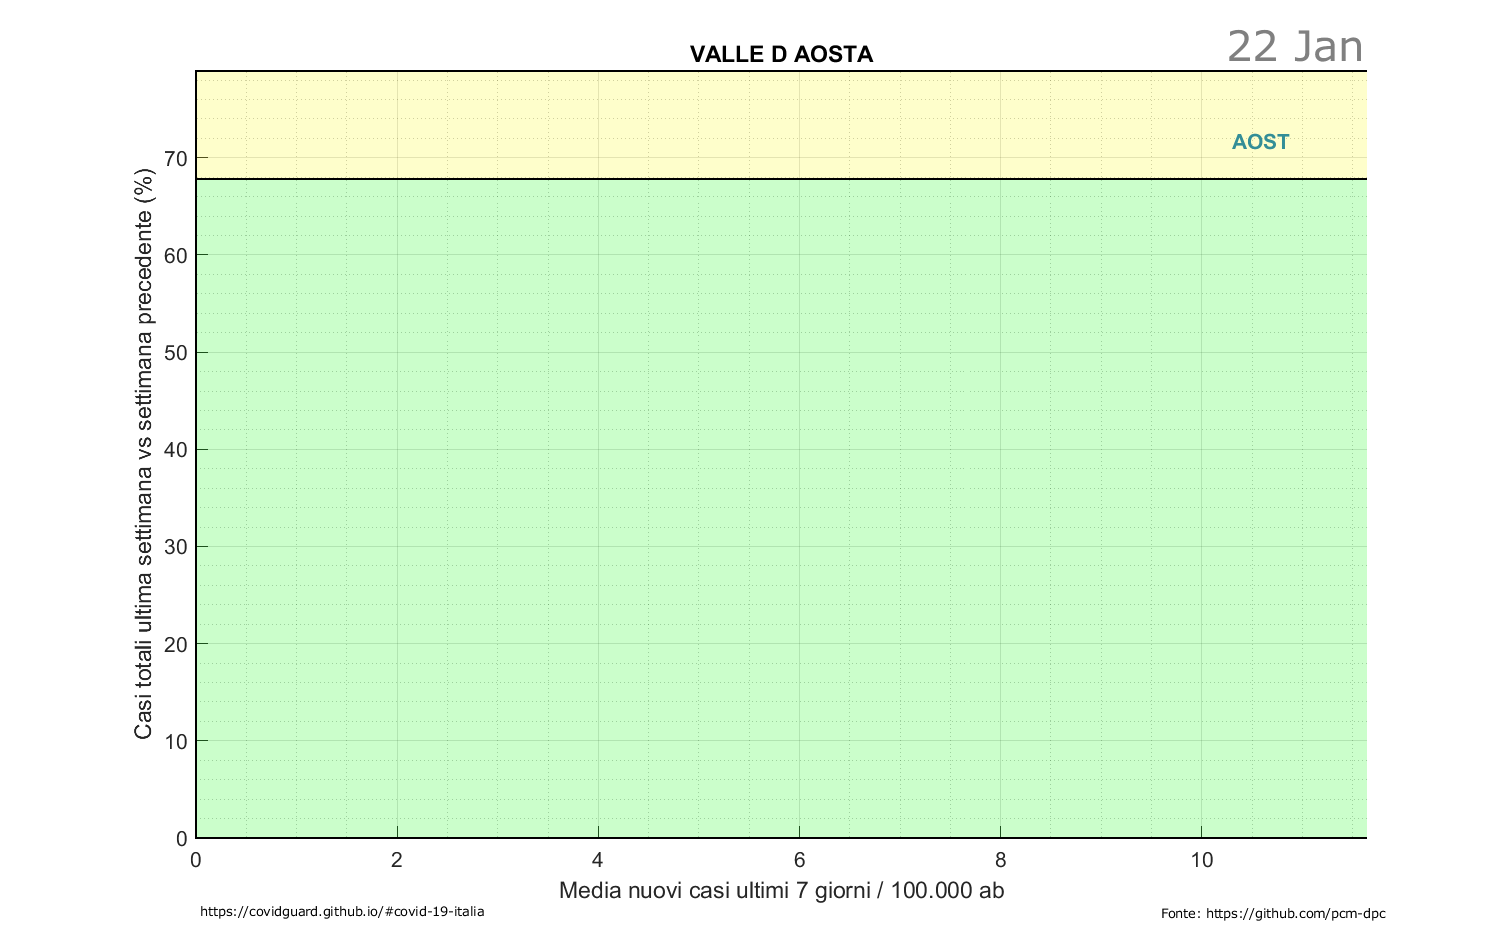 22 Jan
VALLE D AOSTA
AOST
Casi totali ultima settimana vs settimana precedente (%)
70
60
50
40
30
20
10
0
0 2 4 6 8 10
Media nuovi casi ultimi 7 giorni / 100.000 ab
https://covidguard.github.io/#covid-19-italia
Fonte: https://github.com/pcm-dpc